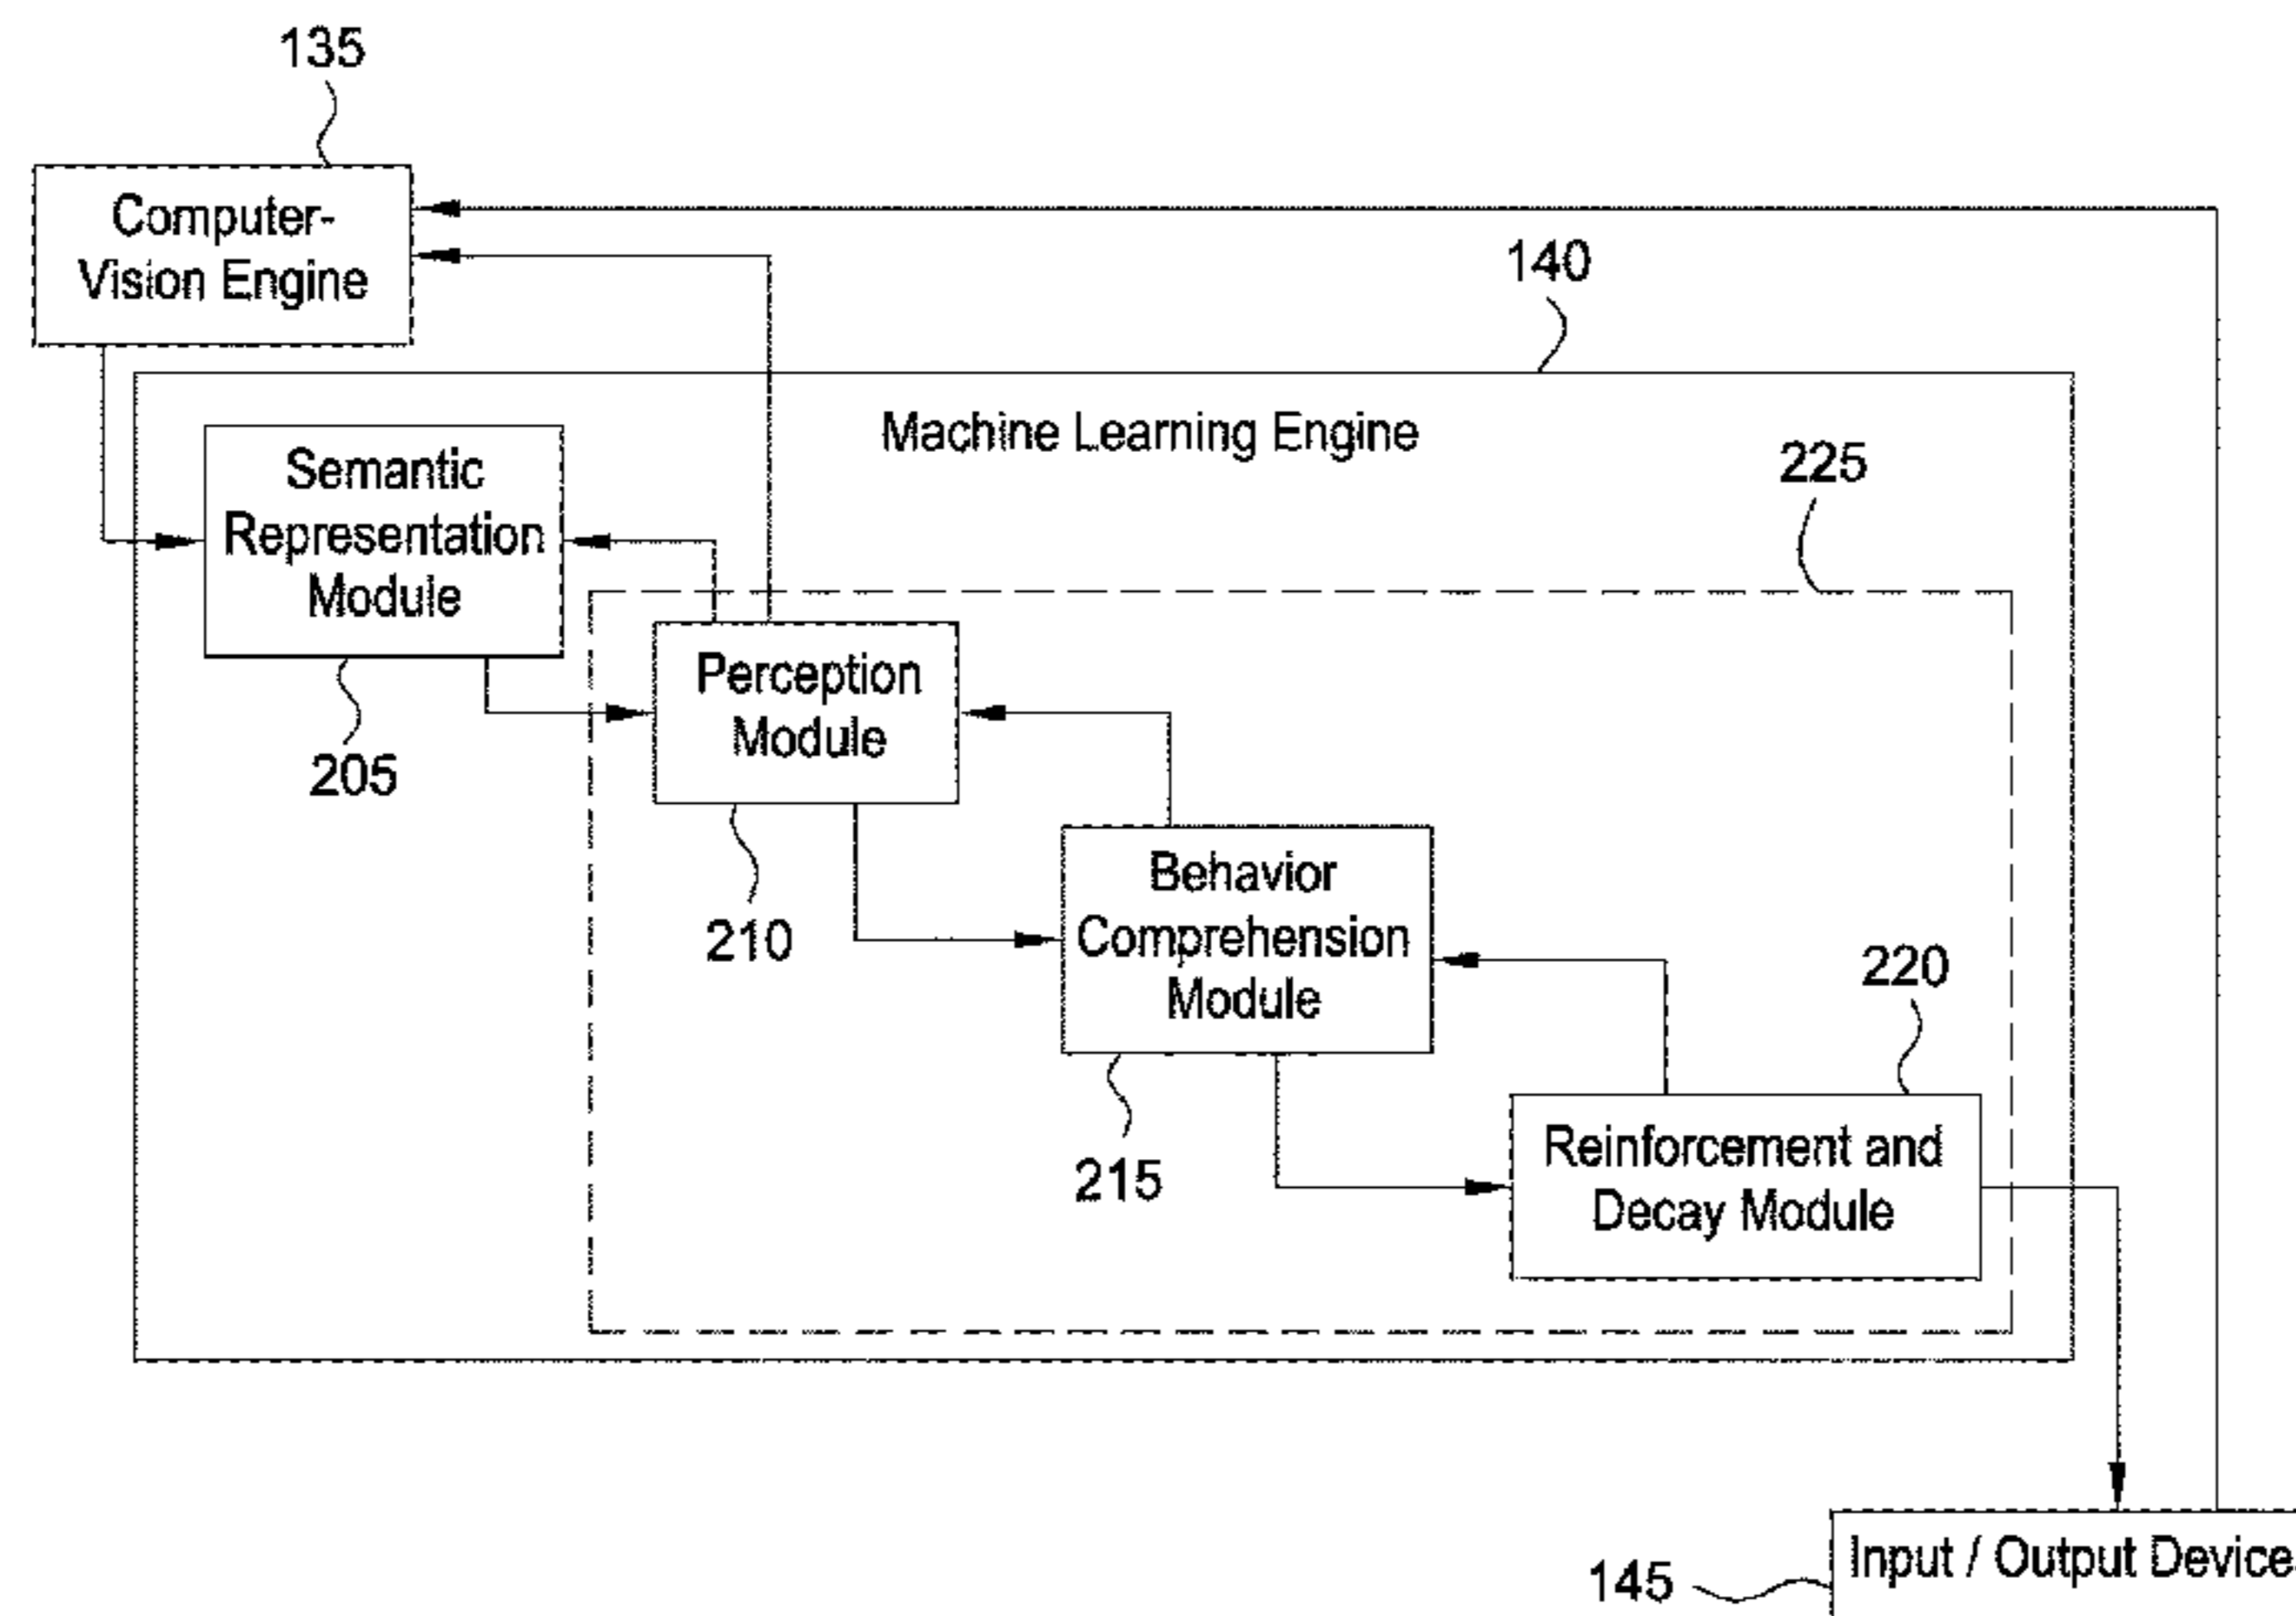 135
Computer-
Vision Engine
140
Machine Learning Engine
225
Semantic
Representation
Module
205
Perception
Module
210
Behavior
Comprehension
Module
215
220
Reinforcement and
Decay Module
Input / Output
145